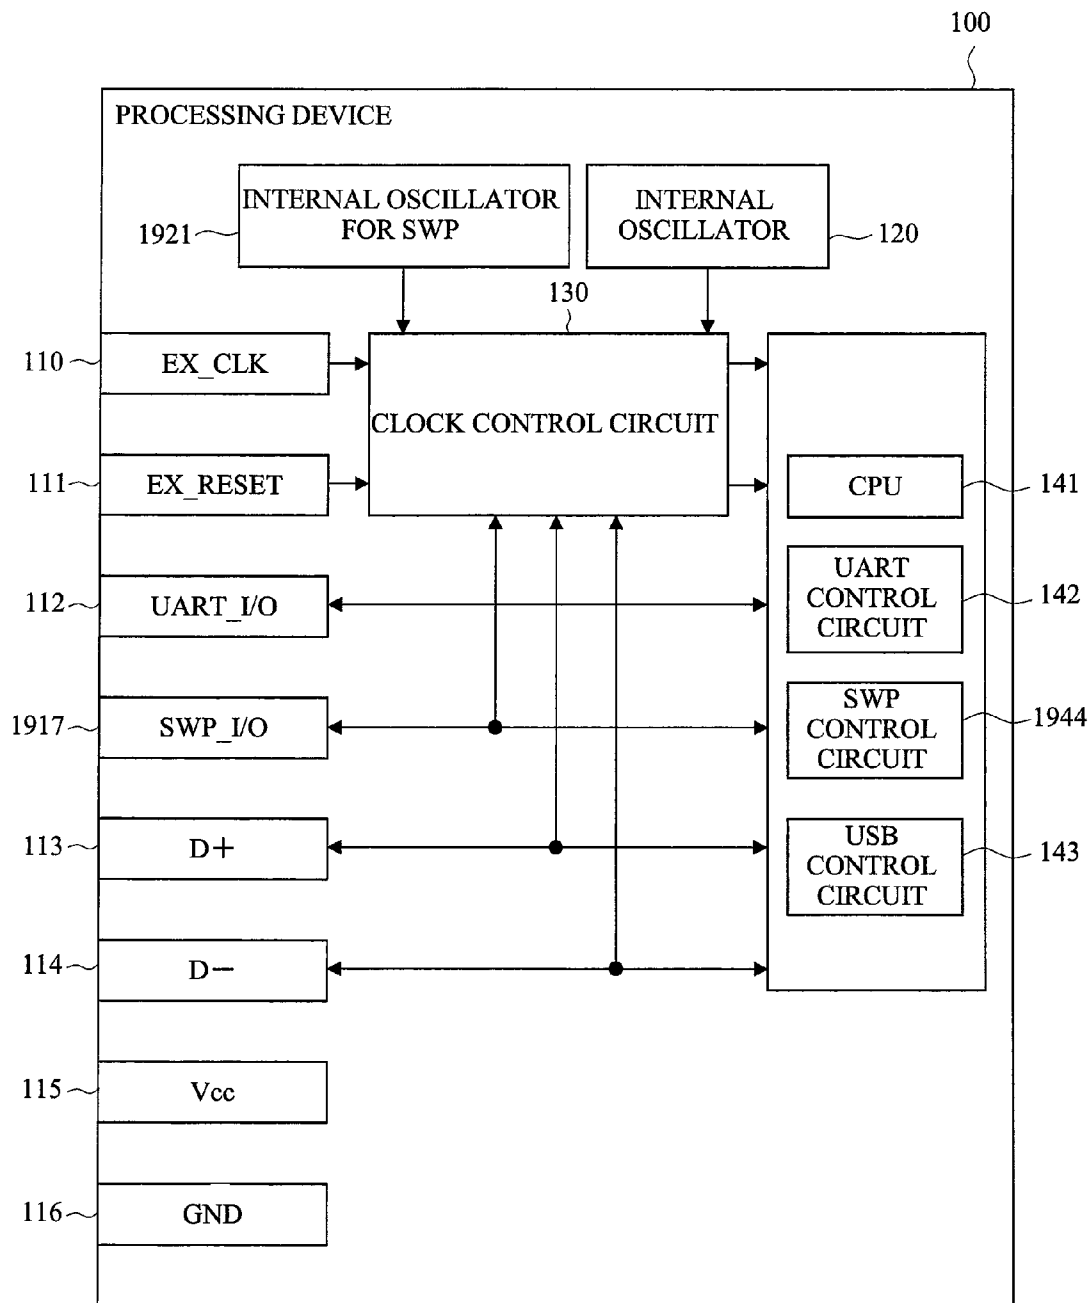 100
PROCESSING DEVICE
INTERNAL OSCILLATOR
FOR SWP
1921
INTERNAL
OSCILLATOR
120
130
110
EX_CLK
CLOCK CONTROL CIRCUIT
111
EX_RESET
CPU
141
112
UART_I/O
UART
CONTROL
CIRCUIT
142
1917
SWP_I/O
SWP
CONTROL
CIRCUIT
1944
113
D+
USB
CONTROL
CIRCUIT
143
114
D−
115
Vcc
116
GND